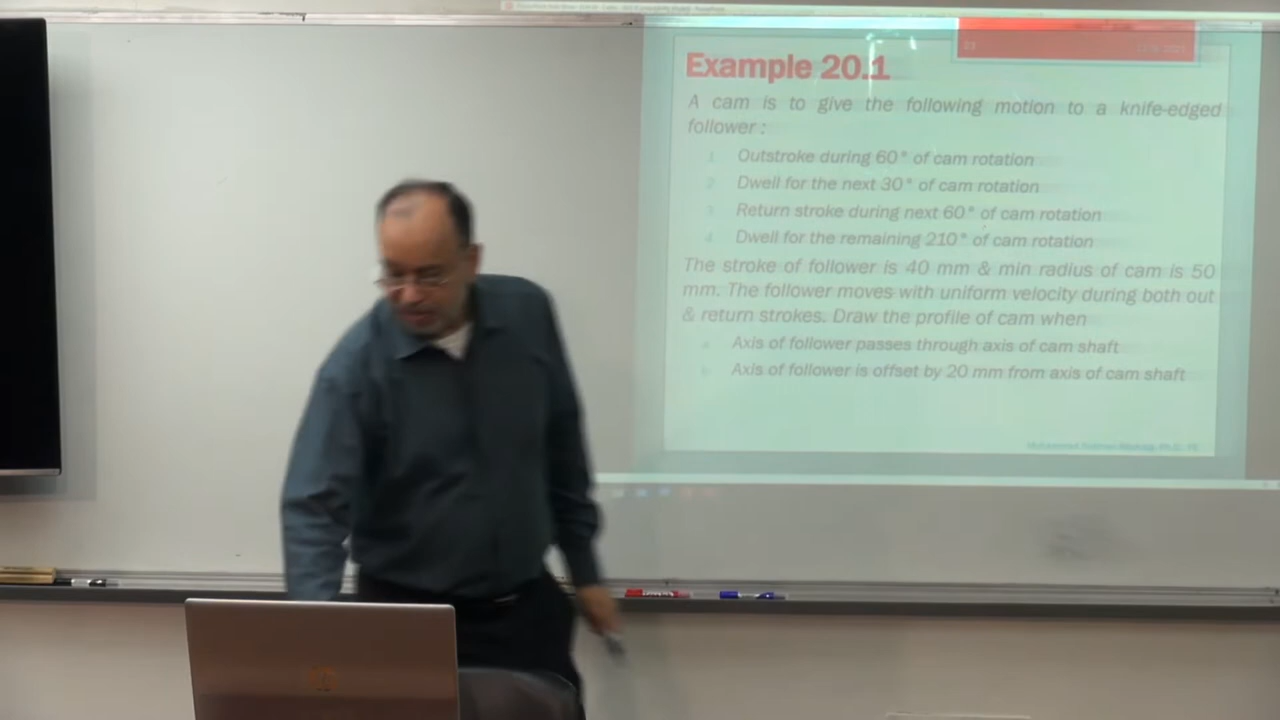 23
Example 20.1
A cam is to give the following motion to a knife-edged
follower :
1 Outstroke during 60° of cam rotation
2 Dwell for the next 30° of cam rotation
3 Return stroke during next 60° of cam rotation
4 Dwell for the remaining 210° of cam rotation
The stroke of follower is 40 mm & min radius of cam is 50
mm. The follower moves with uniform velocity during both out
& return strokes. Draw the profile of cam when
a Axis of follower passes through axis of cam shaft
b Axis of follower is offset by 20 mm from axis of cam shaft